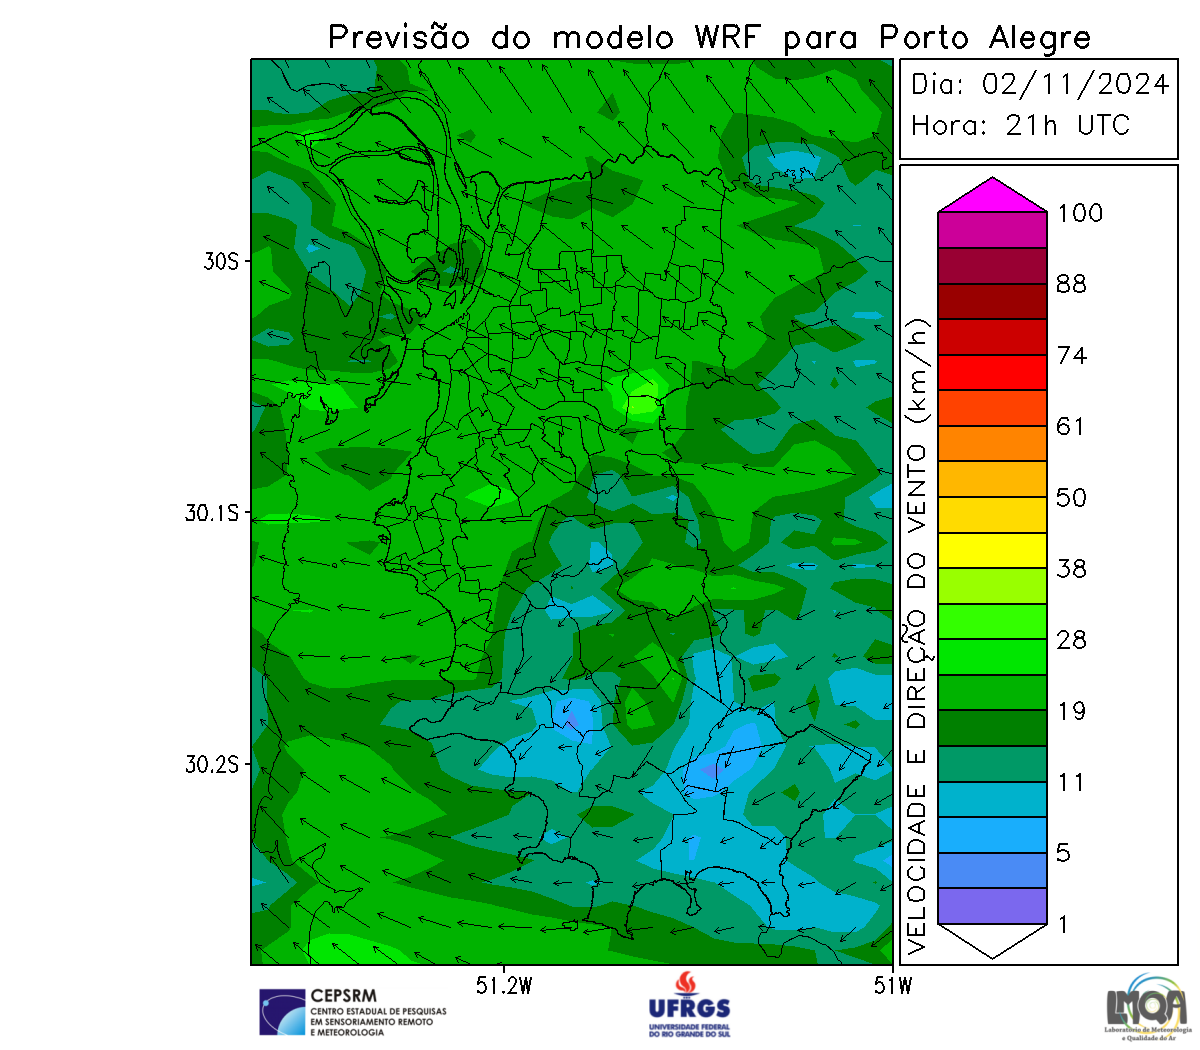 Previsão do modelo WRF para Porto Alegre
Dia: 02/11/2024
Hora: 21h UTC
30S
30.1S
30.2S
51.2W
51W
VELOCIDADE E DIREÇÃO DO VENTO (km/h)
100
88
74
61
50
38
28
19
11
5
1
CEPSRM
CENTRO ESTADUAL DE PESQUISAS
EM SENSORIAMENTO REMOTO
E METEOROLOGIA
UFRGS
UNIVERSIDADE FEDERAL
DO RIO GRANDE DO SUL
LMQA
Laboratório de Meteorologia
e Qualidade do Ar